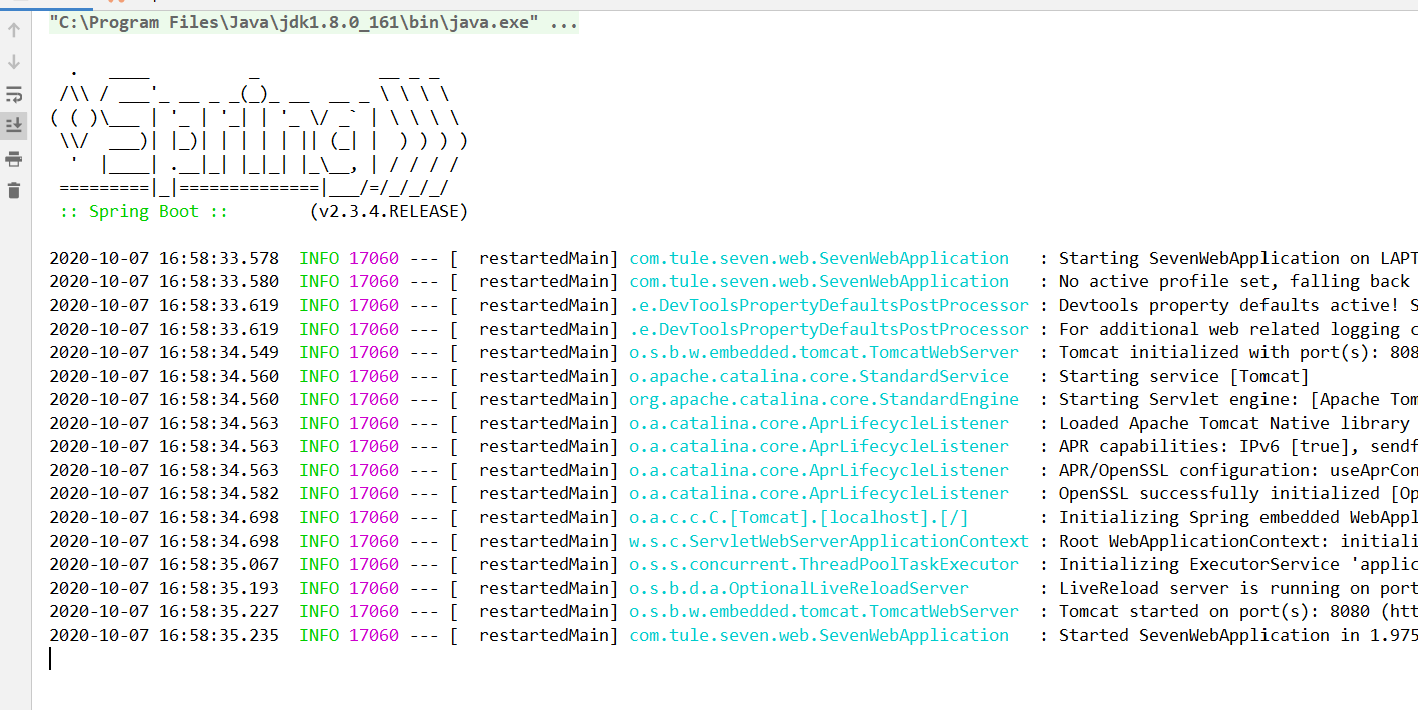 "C:\Program Files\Java\jdk1.8.0_161\bin\java.exe" ...
  .   ____          _            __ _ _
 /\\ / ___'_ __ _ _(_)_ __  __ _ \ \ \ \
( ( )\___ | '_ | '_| | '_ \/ _` | \ \ \ \
 \\/  ___)| |_)| | | | | || (_| |  ) ) ) )
  '  |____| .__|_| |_|_| |_\__, | / / / /
 =========|_|==============|___/=/_/_/_/
 :: Spring Boot ::        (v2.3.4.RELEASE)
2020-10-07 16:58:33.578  INFO 17060 --- [  restartedMain] com.tule.seven.web.SevenWebApplication   : Starting SevenWebApplication on LAPT
2020-10-07 16:58:33.580  INFO 17060 --- [  restartedMain] com.tule.seven.web.SevenWebApplication   : No active profile set, falling back
2020-10-07 16:58:33.619  INFO 17060 --- [  restartedMain] .e.DevToolsPropertyDefaultsPostProcessor : Devtools property defaults active! S
2020-10-07 16:58:33.619  INFO 17060 --- [  restartedMain] .e.DevToolsPropertyDefaultsPostProcessor : For additional web related logging c
2020-10-07 16:58:34.549  INFO 17060 --- [  restartedMain] o.s.b.w.embedded.tomcat.TomcatWebServer  : Tomcat initialized with port(s): 808
2020-10-07 16:58:34.560  INFO 17060 --- [  restartedMain] o.apache.catalina.core.StandardService   : Starting service [Tomcat]
2020-10-07 16:58:34.560  INFO 17060 --- [  restartedMain] org.apache.catalina.core.StandardEngine  : Starting Servlet engine: [Apache Tom
2020-10-07 16:58:34.563  INFO 17060 --- [  restartedMain] o.a.catalina.core.AprLifecycleListener   : Loaded Apache Tomcat Native library
2020-10-07 16:58:34.563  INFO 17060 --- [  restartedMain] o.a.catalina.core.AprLifecycleListener   : APR capabilities: IPv6 [true], sendf
2020-10-07 16:58:34.563  INFO 17060 --- [  restartedMain] o.a.catalina.core.AprLifecycleListener   : APR/OpenSSL configuration: useAprCon
2020-10-07 16:58:34.582  INFO 17060 --- [  restartedMain] o.a.catalina.core.AprLifecycleListener   : OpenSSL successfully initialized [Op
2020-10-07 16:58:34.698  INFO 17060 --- [  restartedMain] o.a.c.c.C.[Tomcat].[localhost].[/]       : Initializing Spring embedded WebAppl
2020-10-07 16:58:34.698  INFO 17060 --- [  restartedMain] w.s.c.ServletWebServerApplicationContext : Root WebApplicationContext: initiali
2020-10-07 16:58:35.067  INFO 17060 --- [  restartedMain] o.s.s.concurrent.ThreadPoolTaskExecutor  : Initializing ExecutorService 'applic
2020-10-07 16:58:35.193  INFO 17060 --- [  restartedMain] o.s.b.d.a.OptionalLiveReloadServer       : LiveReload server is running on port
2020-10-07 16:58:35.227  INFO 17060 --- [  restartedMain] o.s.b.w.embedded.tomcat.TomcatWebServer  : Tomcat started on port(s): 8080 (htt
2020-10-07 16:58:35.235  INFO 17060 --- [  restartedMain] com.tule.seven.web.SevenWebApplication   : Started SevenWebApplication in 1.975